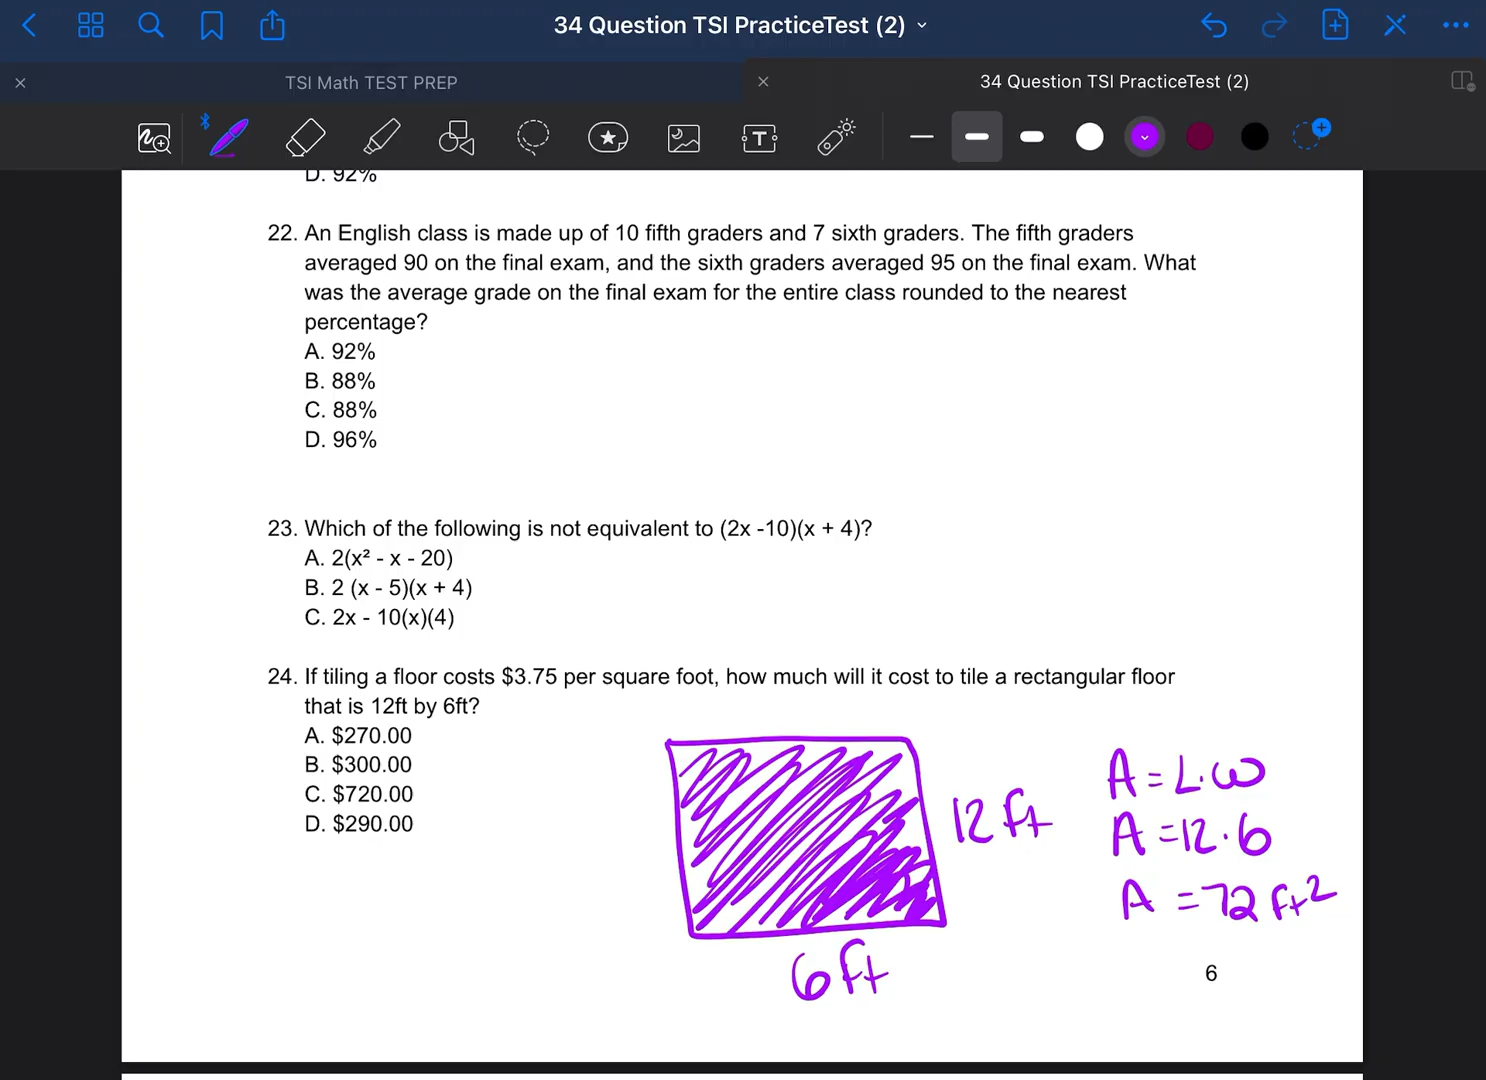 34 Question TSI PracticeTest (2)
TSI Math TEST PREP
34 Question TSI PracticeTest (2)
T
D. 92%
22. An English class is made up of 10 fifth graders and 7 sixth graders. The fifth graders
averaged 90 on the final exam, and the sixth graders averaged 95 on the final exam. What
was the average grade on the final exam for the entire class rounded to the nearest
percentage?
A. 92%
B. 88%
C. 88%
D. 96%
23. Which of the following is not equivalent to (2x -10)(x + 4)?
A. 2(x² - x - 20)
B. 2 (x - 5)(x + 4)
C. 2x - 10(x)(4)
24. If tiling a floor costs $3.75 per square foot, how much will it cost to tile a rectangular floor
that is 12ft by 6ft?
A. $270.00
B. $300.00
C. $720.00
D. $290.00
12 ft
6ft
A = L·W
A = 12·6
A = 72 ft²
6